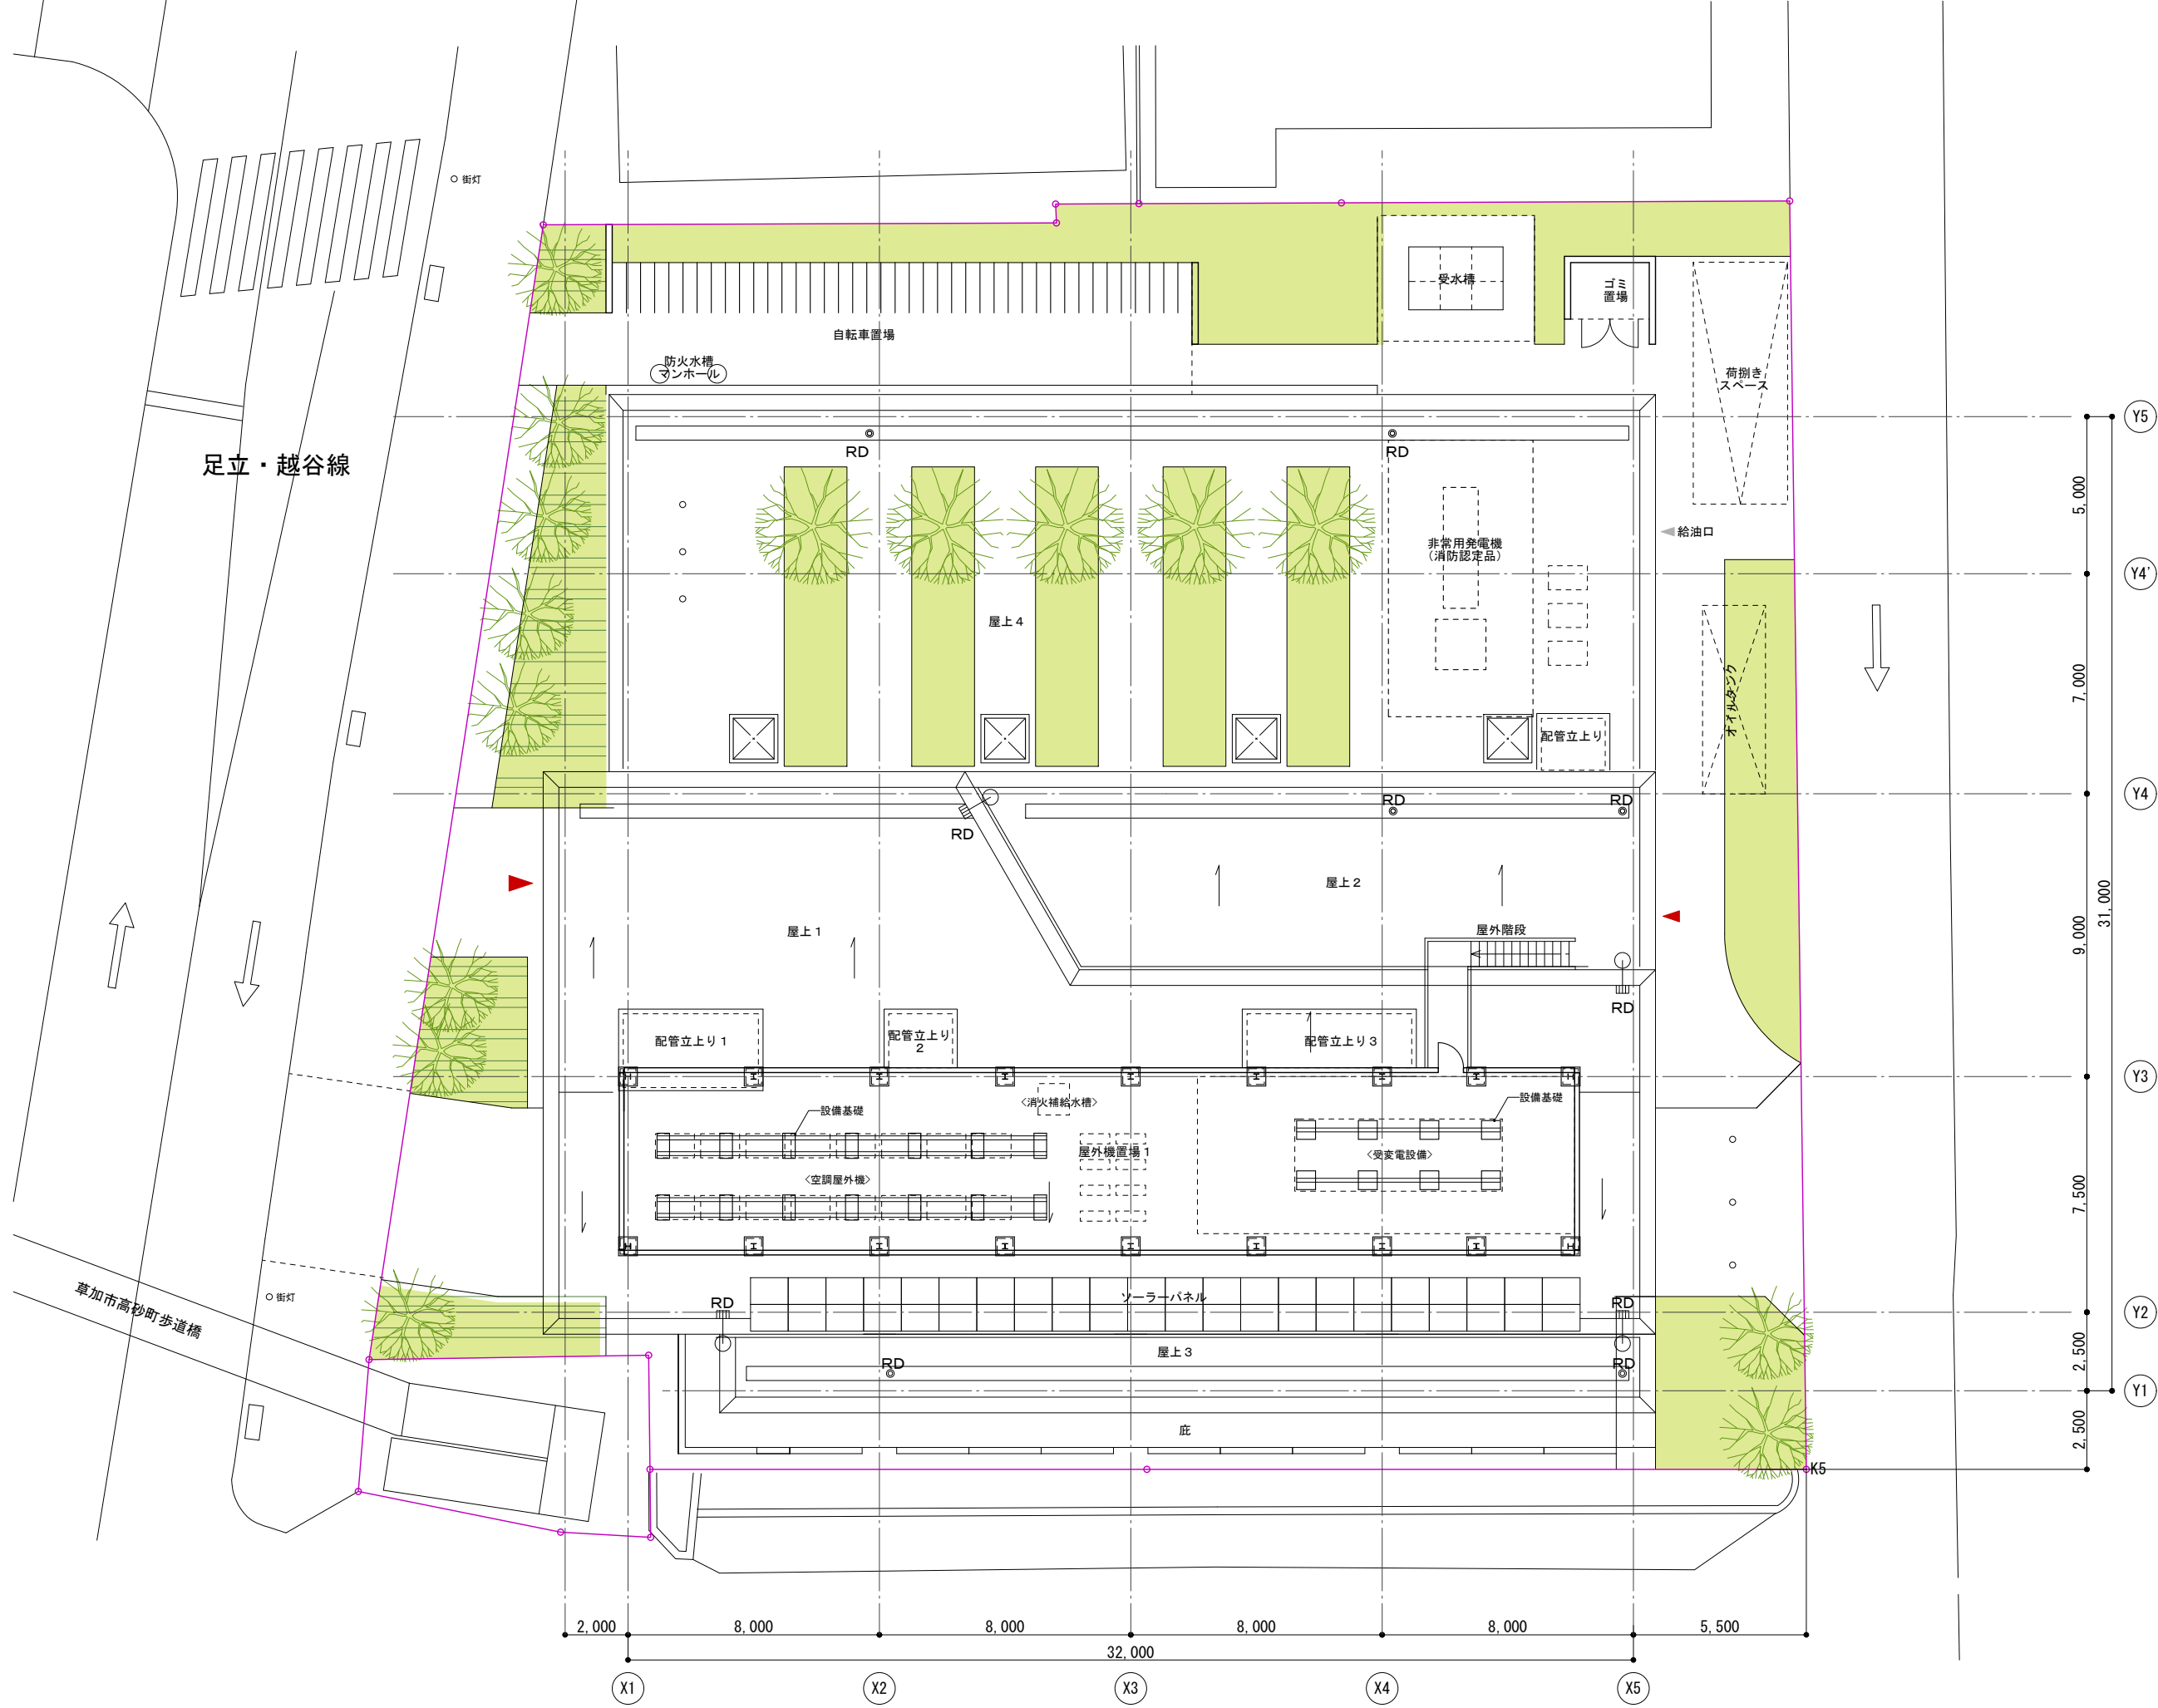 街灯
受水槽
ゴミ
置場
自転車置場
防火水槽
マンホール
荷捌き
スペース
Y5
足立・越谷線
RD
RD
5,000
給油口
非常用発電機
(消防認定品)
Y4'
屋上４
7,000
オイルタンク
配管立上り
Y4
RD
RD
RD
屋上２
31,000
屋上１
屋外階段
9,000
RD
配管立上り１
配管立上り
２
配管立上り３
Y3
〈消火補給水槽〉
設備基礎
設備基礎
屋外機置場１
〈受変電設備〉
〈空調屋外機〉
7,500
街灯
ソーラーパネル
RD
RD
草加市高砂町歩道橋
Y2
屋上３
RD
RD
2,500
Y1
庇
2,500
K5
2,000
8,000
8,000
8,000
8,000
5,500
32,000
X1
X2
X3
X4
X5